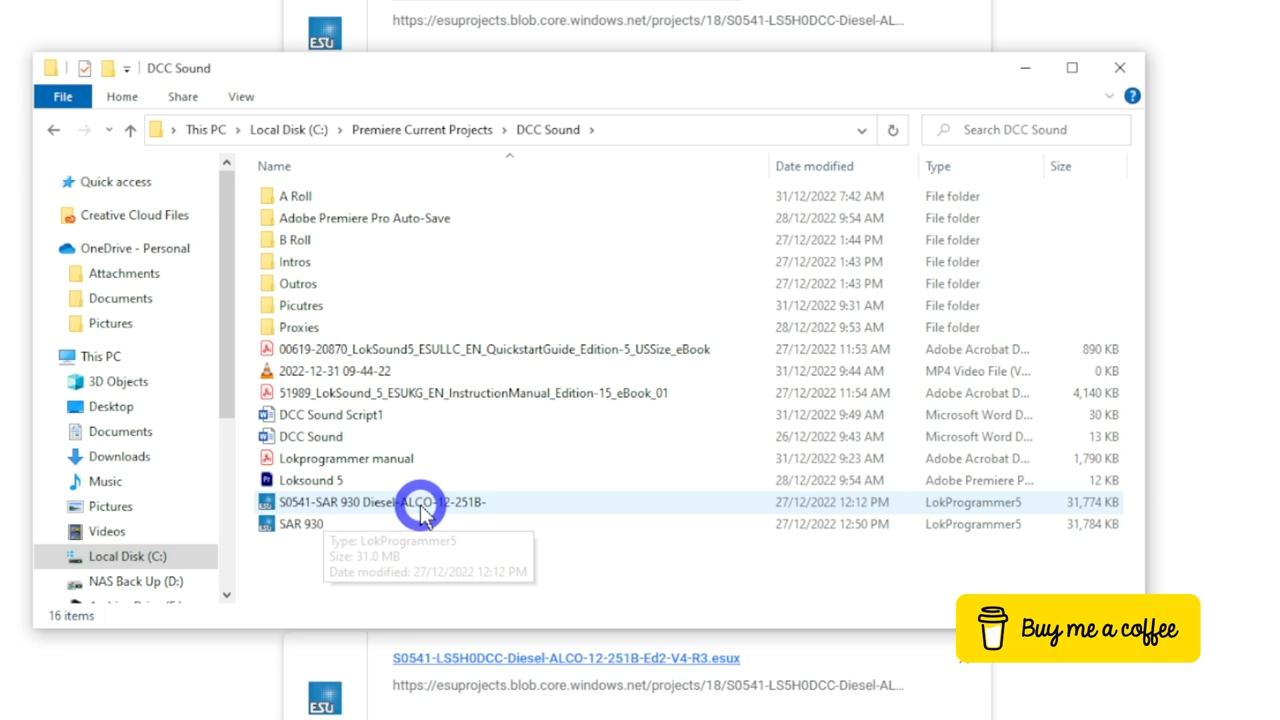 https://esuprojects.blob.core.windows.net/projects/18/S0541-LS5H0DCC-Diesel-AL...
ESU
DCC Sound
File Home Share View
This PC Local Disk (C:) Premiere Current Projects DCC Sound
Search DCC Sound
Name Date modified Type Size
Quick access
Creative Cloud Files
OneDrive - Personal
Attachments
Documents
Pictures
This PC
3D Objects
Desktop
Documents
Downloads
Music
Pictures
Videos
Local Disk (C:)
NAS Back Up (D:)
A Roll 31/12/2022 7:42 AM File folder
Adobe Premiere Pro Auto-Save 28/12/2022 9:54 AM File folder
B Roll 27/12/2022 1:44 PM File folder
Intros 27/12/2022 1:43 PM File folder
Outros 27/12/2022 1:43 PM File folder
Picutres 31/12/2022 9:31 AM File folder
Proxies 28/12/2022 9:53 AM File folder
00619-20870_LokSound5_ESULLC_EN_QuickstartGuide_Edition-5_USSize_eBook 27/12/2022 11:53 AM Adobe Acrobat D... 890 KB
2022-12-31 09-44-22 31/12/2022 9:44 AM MP4 Video File (V... 0 KB
51989_LokSound_5_ESUKG_EN_InstructionManual_Edition-15_eBook_01 27/12/2022 11:54 AM Adobe Acrobat D... 4,140 KB
DCC Sound Script1 31/12/2022 9:49 AM Microsoft Word D... 30 KB
DCC Sound 26/12/2022 9:43 AM Microsoft Word D... 13 KB
Lokprogrammer manual 31/12/2022 9:23 AM Adobe Acrobat D... 1,790 KB
Loksound 5 28/12/2022 9:54 AM Adobe Premiere P... 12 KB
S0541-SAR 930 Diesel-ALCO-12-251B- 27/12/2022 12:12 PM LokProgrammer5 31,774 KB
SAR 930 27/12/2022 12:50 PM LokProgrammer5 31,784 KB
Type: LokProgrammer5
Size: 31.0 MB
Date modified: 27/12/2022 12:12 PM
16 items
Buy me a coffee
S0541-LS5H0DCC-Diesel-ALCO-12-251B-Ed2-V4-R3.esux
https://esuprojects.blob.core.windows.net/projects/18/S0541-LS5H0DCC-Diesel-AL...
ESU